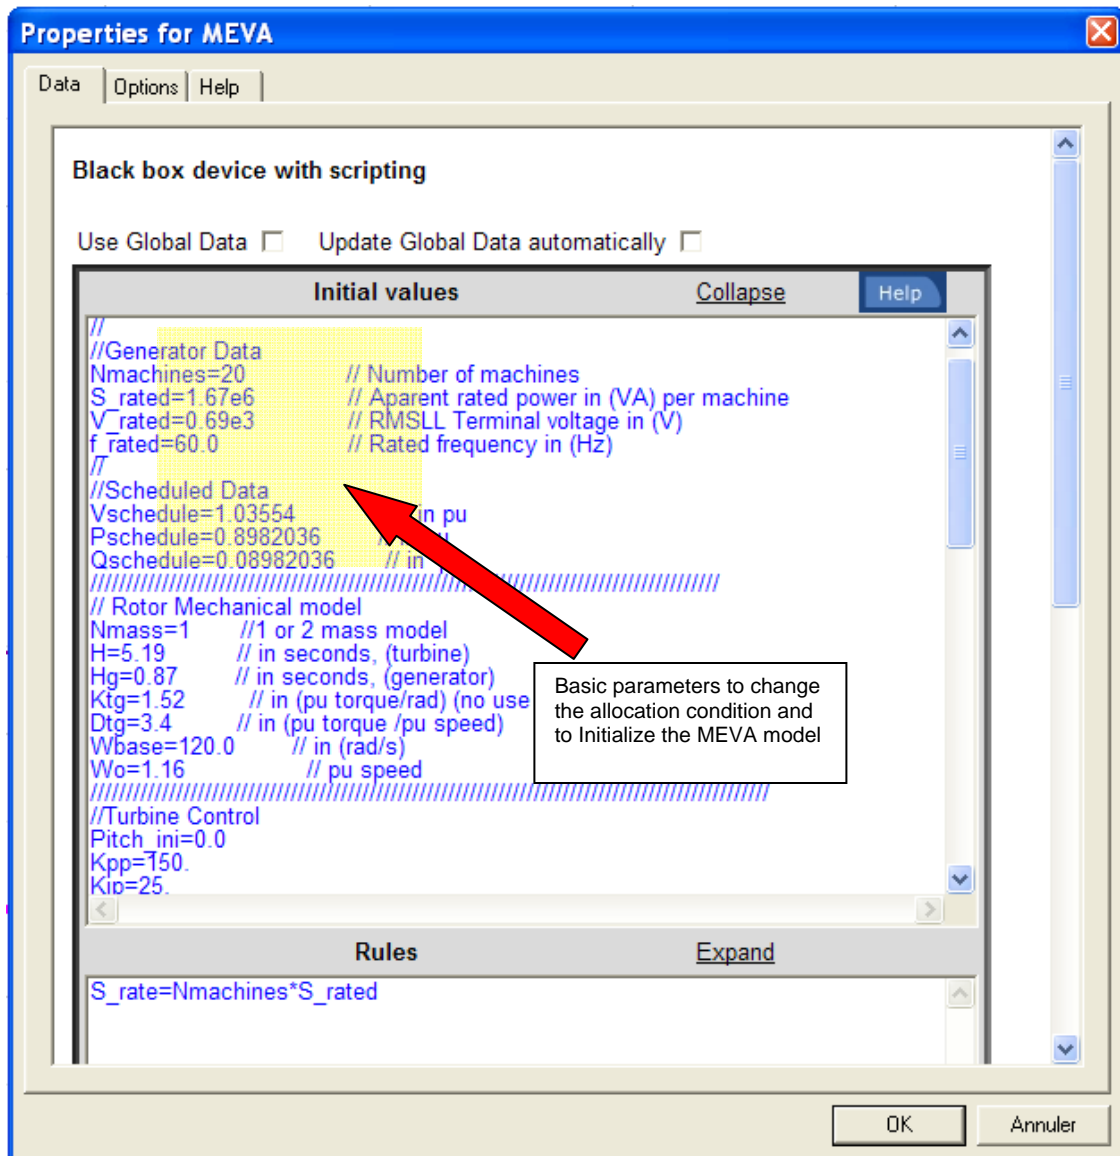 Properties for MEVA
Data Options Help
Black box device with scripting
Use Global Data Update Global Data automatically
Initial values Collapse Help
//
//Generator Data
Nmachines=20 // Number of machines
S_rated=1.67e6 // Aparent rated power in (VA) per machine
V_rated=0.69e3 // RMSLL Terminal voltage in (V)
f_rated=60.0 // Rated frequency in (Hz)
//
//Scheduled Data
Vschedule=1.03554 in pu
Pschedule=0.8982036 //
Qschedule=0.08982036 // in
////////////////////////////////////////////////////////////////////////////////////////
// Rotor Mechanical model
Nmass=1 //1 or 2 mass model
H=5.19 // in seconds, (turbine)
Hg=0.87 // in seconds, (generator)
Ktg=1.52 // in (pu torque/rad) (no use
Dtg=3.4 // in (pu torque /pu speed)
Wbase=120.0 // in (rad/s)
Wo=1.16 // pu speed
///////////////////////////////////////////////////////////////////////////////////////////////
//Turbine Control
Pitch_ini=0.0
Kpp=150.
Kip=25.
Basic parameters to change
the allocation condition and
to Initialize the MEVA model
Rules Expand
S_rate=Nmachines*S_rated
OK Annuler